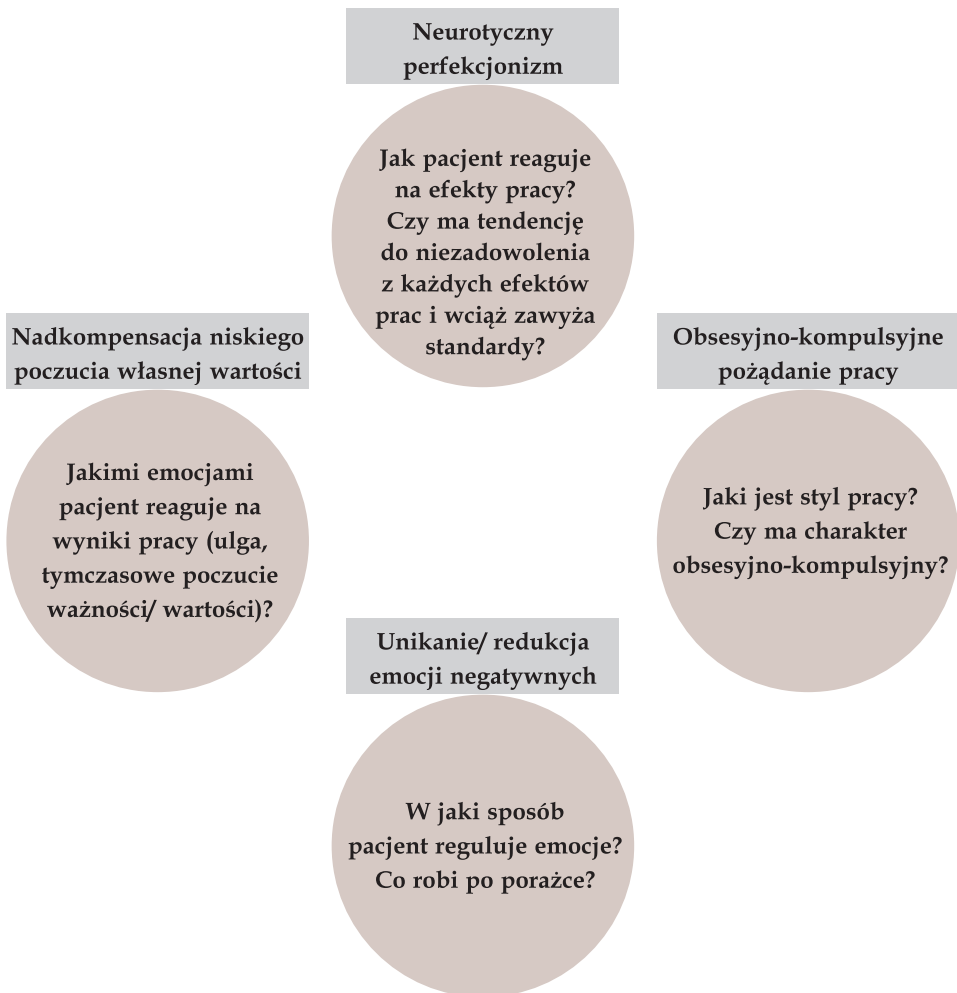 Neurotyczny
perfekcjonizm
Jak pacjent reaguje
na efekty pracy?
Czy ma tendencję
do niezadowolenia
z każdych efektów
prac i wciąż zawyża
standardy?
Nadkompensacja niskiego
poczucia własnej wartości
Jakimi emocjami
pacjent reaguje na
wyniki pracy (ulga,
tymczasowe poczucie
ważności/ wartości)?
Obsesyjno-kompulsyjne
pożądanie pracy
Jaki jest styl pracy?
Czy ma charakter
obsesyjno-kompulsyjny?
Unikanie/ redukcja
emocji negatywnych
W jaki sposób
pacjent reguluje emocje?
Co robi po porażce?